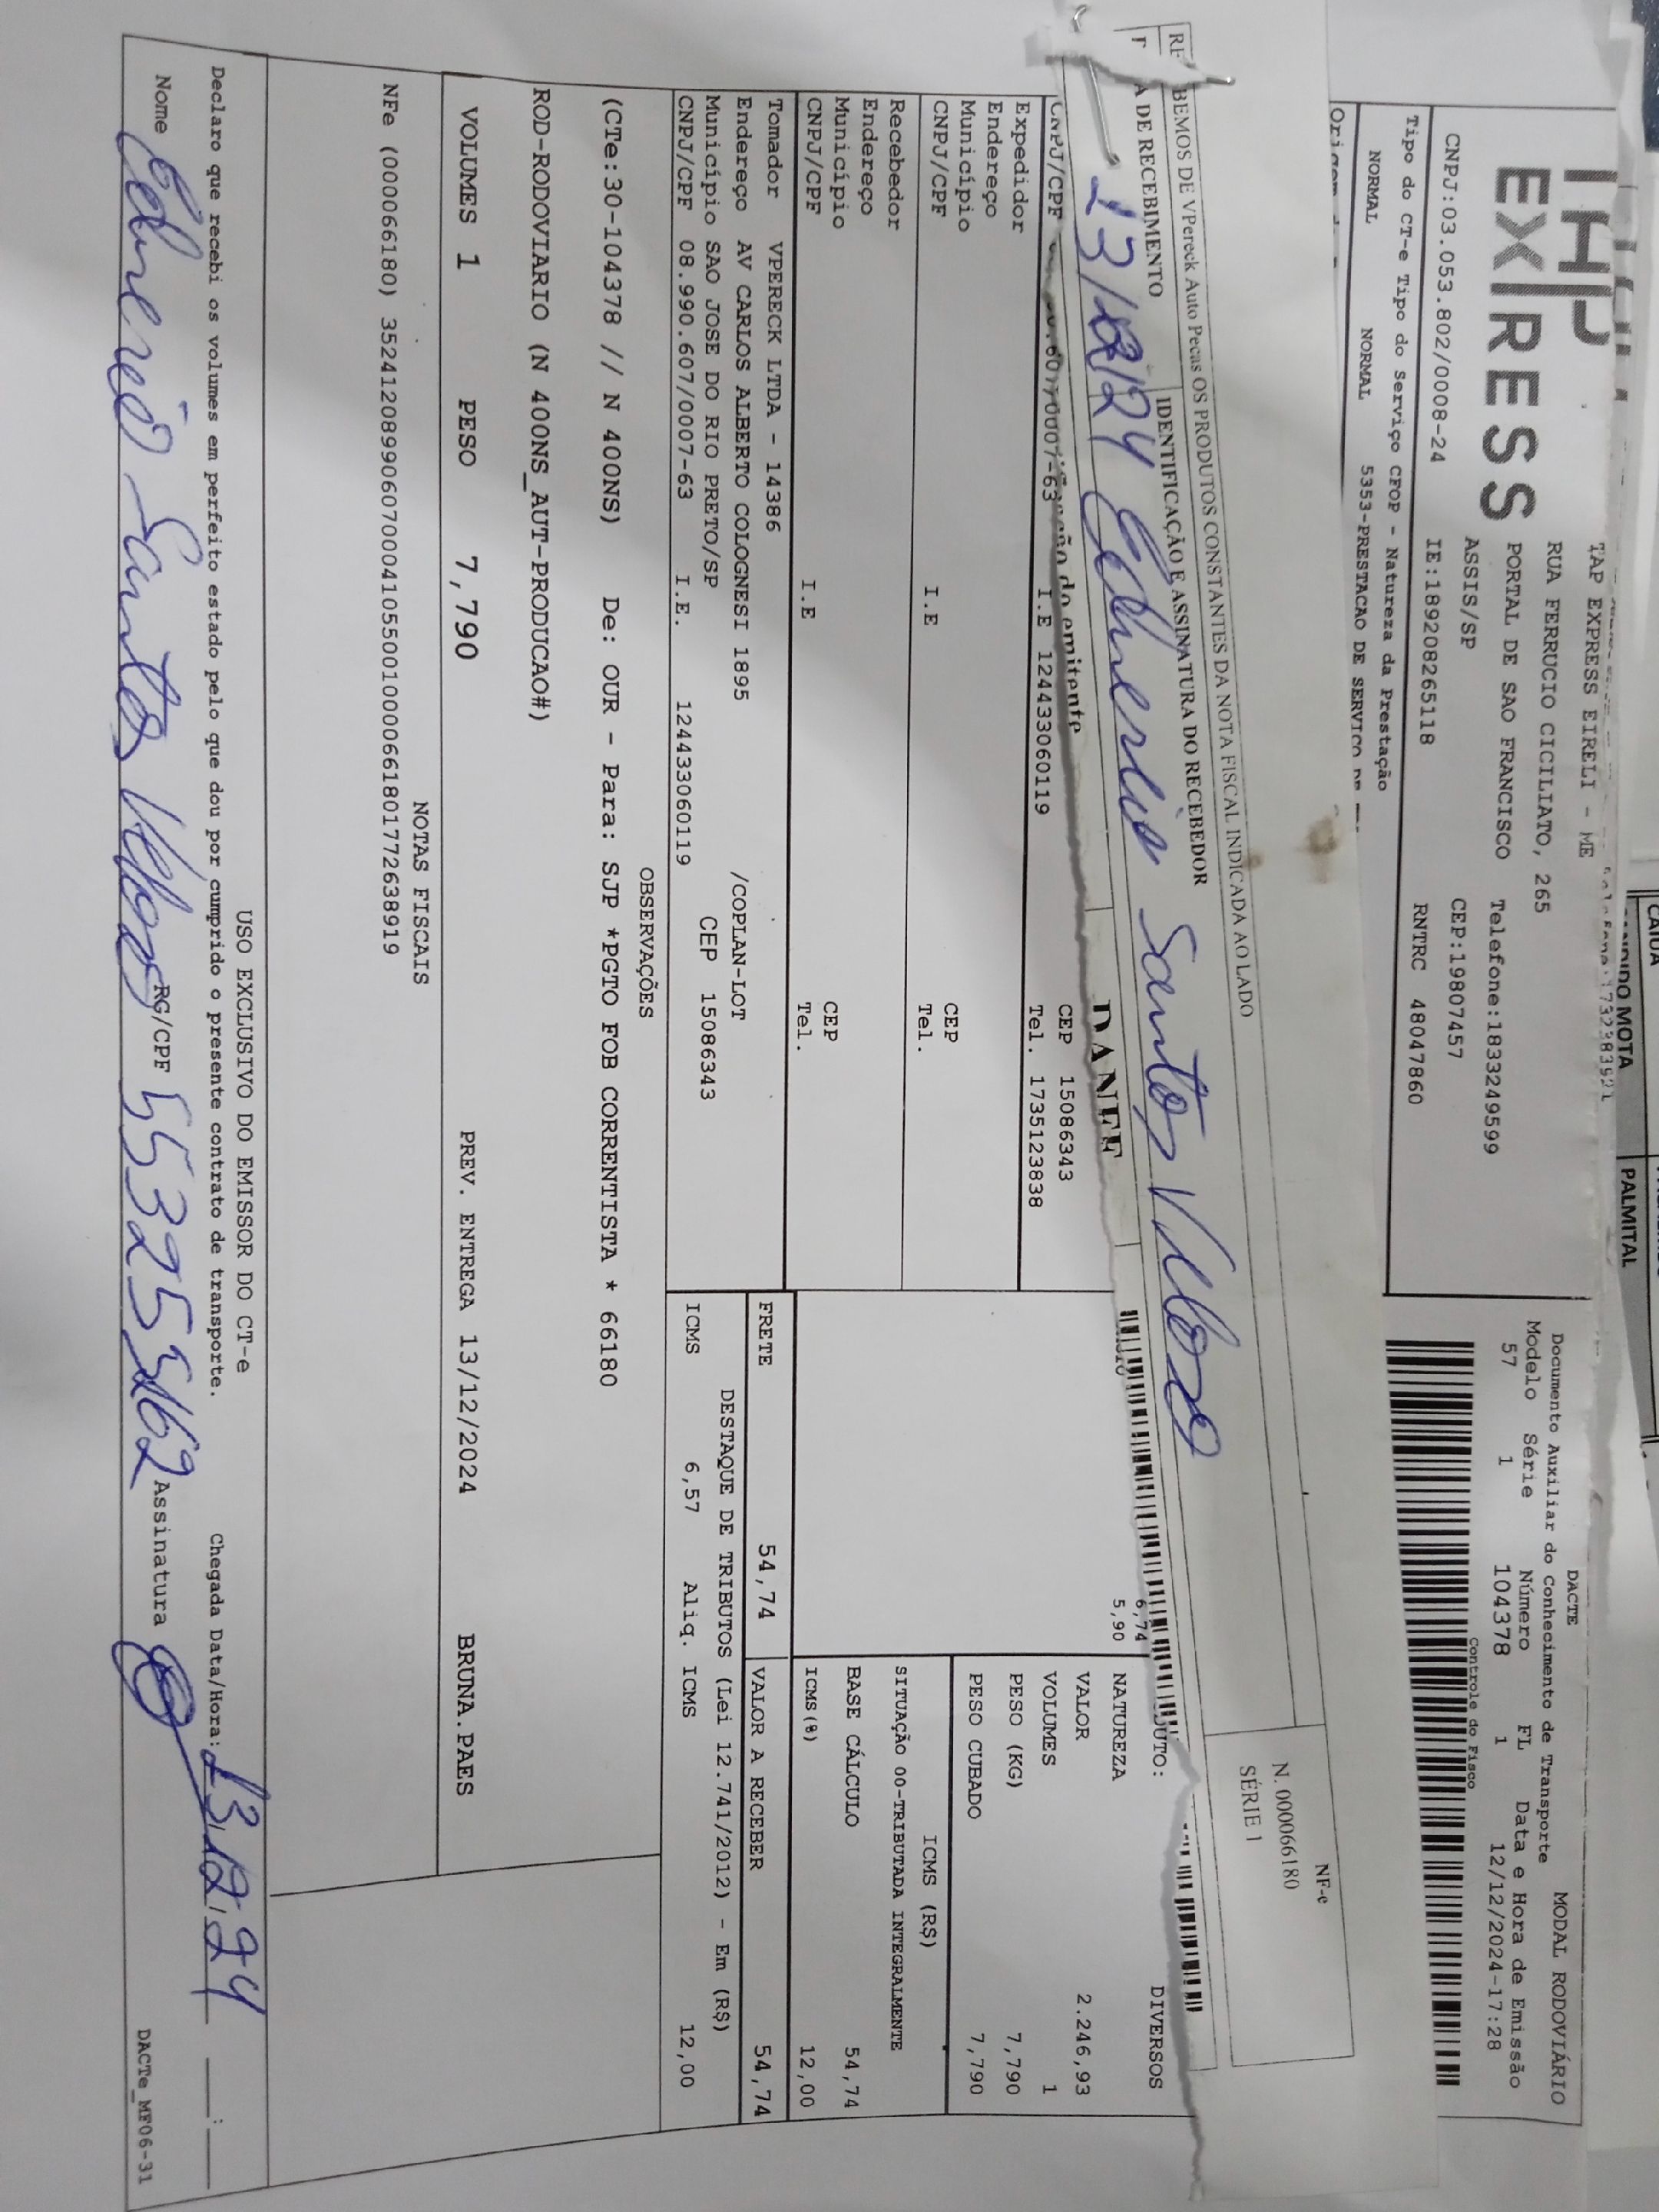 CANDIDO MOTA
PALMITAL
TAP EXPRESS EIRELI - ME
RUA FERRUCIO CICILIATO, 265
PORTAL DE SAO FRANCISCO Telefone:1833249599
ASSIS/SP
CEP:19807457
EXPRESS
CNPJ:03.053.802/0008-24 IE:189208265118 RNTRC 48047860
DACTE
MODAL RODOVIÁRIO
Documento Auxiliar do Conhecimento de Transporte
Modelo Série Número FL Data e Hora de Emissão
57 1 104378 1 12/12/2024-17:28
Controle do Fisco
Tipo do CT-e Tipo do Serviço CFOP - Natureza da Prestação
NORMAL NORMAL 5353-PRESTACAO DE SERVICO DE
BEMOS DE VPereck Auto Pecas OS PRODUTOS CONSTANTES DA NOTA FISCAL INDICADA AO LADO
A DE RECEBIMENTO
IDENTIFICAÇÃO E ASSINATURA DO RECEBEDOR
13/12/24 Santos
NF-e
N. 000066180
SÉRIE 1
do emitente
DANFE
CNPJ/CPF 0007-63 I.E 124433060119
CEP 15086343
Tel. 1735123838
Expedidor
Endereço
Município CEP
CNPJ/CPF I.E Tel.
Recebedor
Endereço
Município CEP
CNPJ/CPF I.E Tel.
6,74
5,90
DUTO: DIVERSOS
NATUREZA
VALOR 2.246,93
VOLUMES 1
PESO (KG) 7,790
PESO CUBADO 7,790
ICMS (R$)
SITUAÇÃO 00-TRIBUTADA INTEGRALMENTE
BASE CÁLCULO 54,74
ICMS(%) 12,00
Tomador VPERECK LTDA - 14386
Endereço AV CARLOS ALBERTO COLOGNESI 1895 /COPLAN-LOT
Município SAO JOSE DO RIO PRETO/SP CEP 15086343
CNPJ/CPF 08.990.607/0007-63 I.E. 124433060119
FRETE 54,74 VALOR A RECEBER 54,74
DESTAQUE DE TRIBUTOS (Lei 12.741/2012) - Em (R$)
ICMS 6,57 Aliq. ICMS 12,00
OBSERVAÇÕES
(CTe:30-104378 // N 400NS) De: OUR - Para: SJP *PGTO FOB CORRENTISTA * 66180
ROD-RODOVIARIO (N 400NS_AUT-PRODUCAO#)
VOLUMES 1 PESO 7,790 PREV. ENTREGA 13/12/2024 BRUNA.PAES
NOTAS FISCAIS
NFe (000066180) 35241208990607000410550010000661801772638919
USO EXCLUSIVO DO EMISSOR DO CT-e
Declaro que recebi os volumes em perfeito estado pelo que dou por cumprido o presente contrato de transporte. Chegada Data/Hora: 13.12.24 __:__
Nome Santos RG/CPF Assinatura
DACTe_MF06-31